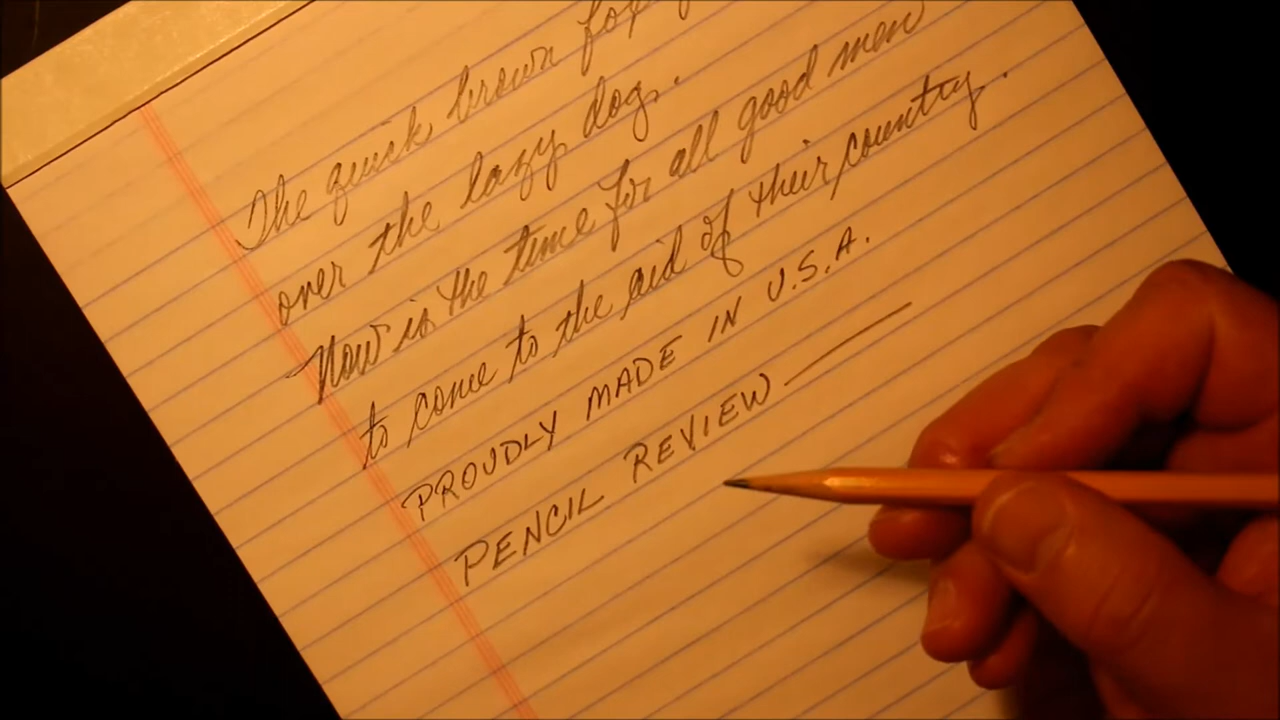 The quick brown fox
over the lazy dog.
Now is the time for all good men
to come to the aid of their country.
PROUDLY MADE IN U.S.A.
PENCIL REVIEW —